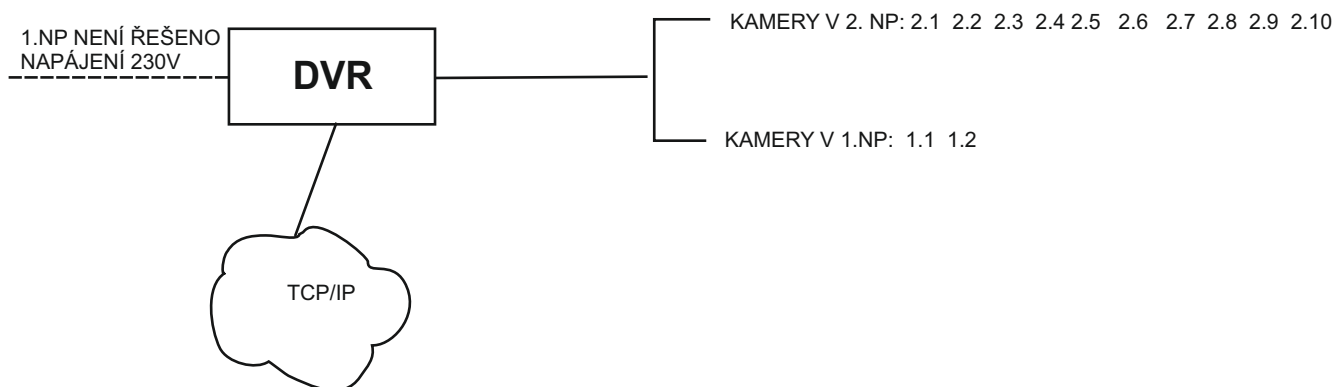 1.NP NENÍ ŘEŠENO
NAPÁJENÍ 230V
DVR
KAMERY V 2. NP: 2.1 2.2 2.3 2.4 2.5 2.6 2.7 2.8 2.9 2.10
KAMERY V 1.NP: 1.1 1.2
TCP/IP